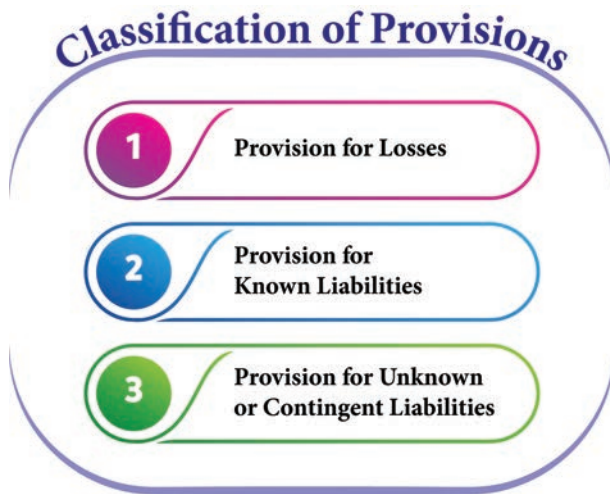 Classification of Provisions
1
Provision for Losses
2
Provision for
Known Liabilities
3
Provision for Unknown
or Contingent Liabilities